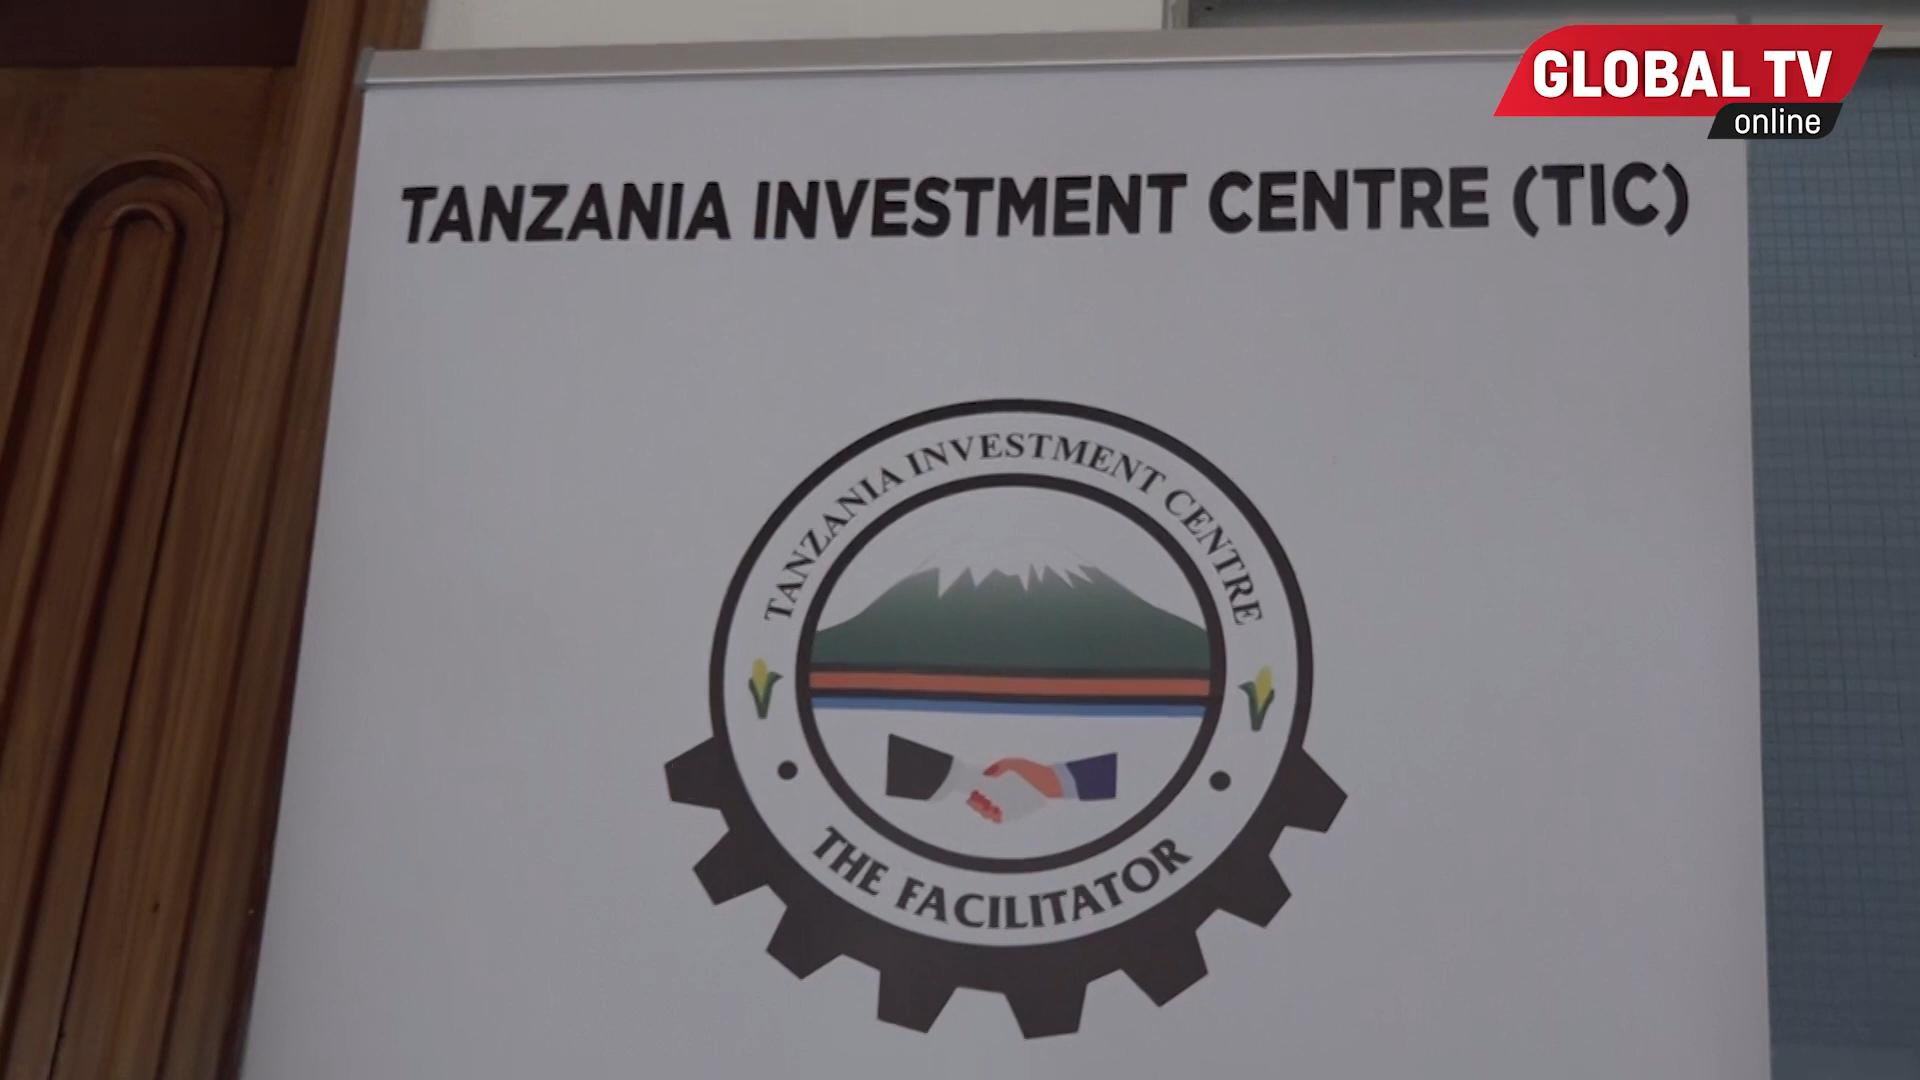 GLOBAL TV
online
TANZANIA INVESTMENT CENTRE (TIC)
TANZANIA INVESTMENT CENTRE
THE FACILITATOR